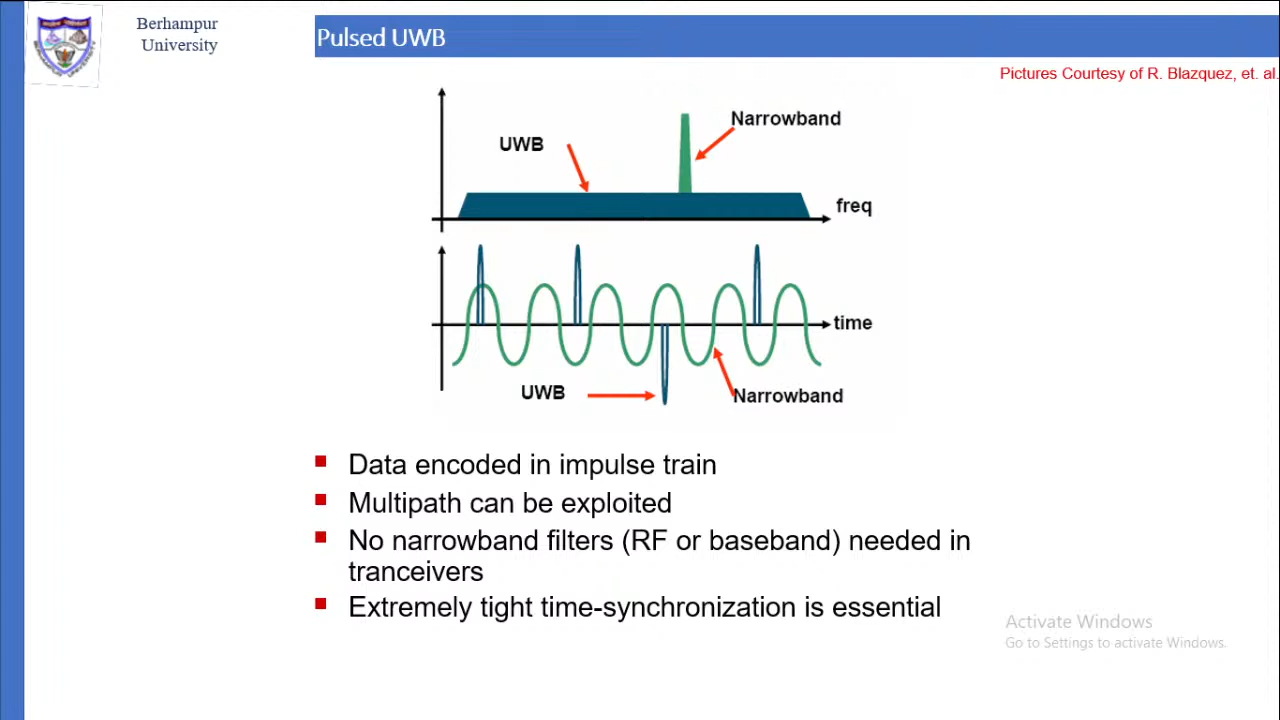 Berhampur
University
Pulsed UWB
Pictures Courtesy of R. Blazquez, et. al.
Narrowband
UWB
freq
time
UWB
Narrowband
Data encoded in impulse train
Multipath can be exploited
No narrowband filters (RF or baseband) needed in
tranceivers
Extremely tight time-synchronization is essential
Activate Windows
Go to Settings to activate Windows.